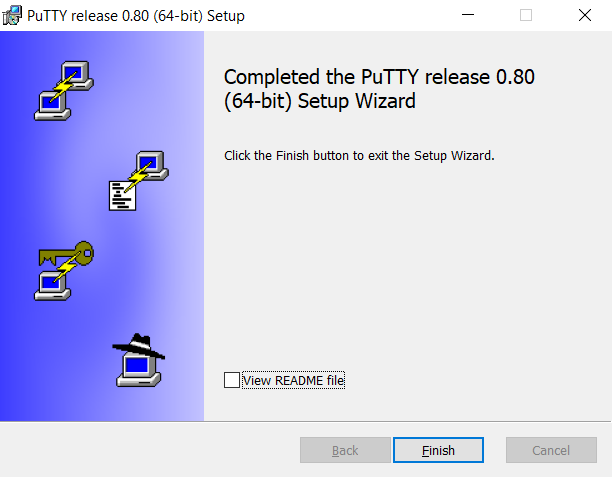 PuTTY release 0.80 (64-bit) Setup
Completed the PuTTY release 0.80
(64-bit) Setup Wizard
Click the Finish button to exit the Setup Wizard.
View README file
Back
Finish
Cancel